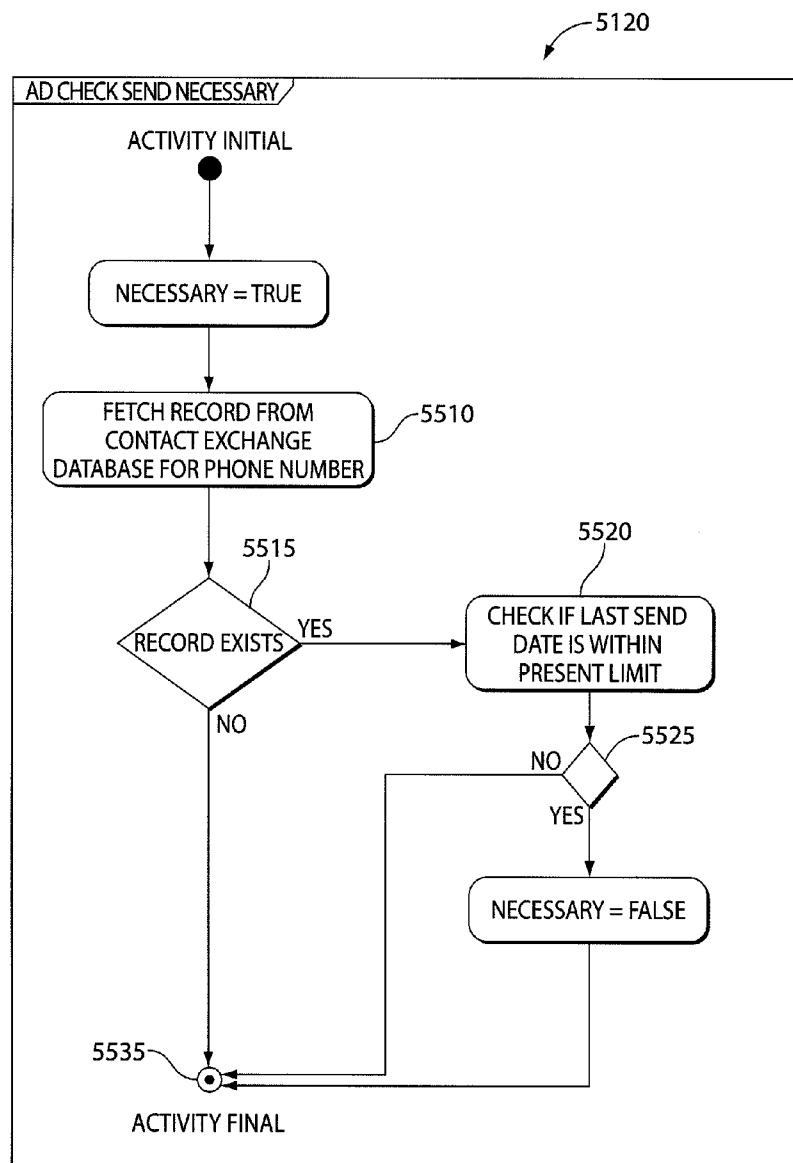 5120
AD CHECK SEND NECESSARY
ACTIVITY INITIAL
NECESSARY = TRUE
FETCH RECORD FROM
CONTACT EXCHANGE
DATABASE FOR PHONE NUMBER
5510
5515
RECORD EXISTS
YES
NO
5520
CHECK IF LAST SEND
DATE IS WITHIN
PRESENT LIMIT
5525
NO
YES
NECESSARY = FALSE
5535
ACTIVITY FINAL